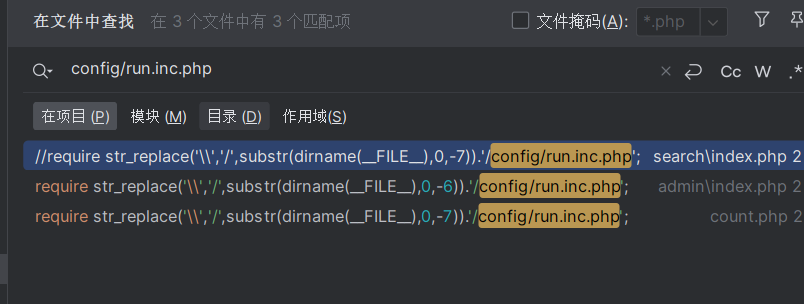 在文件中查找 在 3 个文件中有 3 个匹配项 文件掩码(A): *.php
config/run.inc.php Cc W .*
在项目 (P) 模块 (M) 目录 (D) 作用域(S)
//require str_replace('\\','/',substr(dirname(__FILE__),0,-7)).'/config/run.inc.php'; search\index.php 2
require str_replace('\\','/',substr(dirname(__FILE__),0,-6)).'/config/run.inc.php'; admin\index.php 2
require str_replace('\\','/',substr(dirname(__FILE__),0,-7)).'/config/run.inc.php'; count.php 2